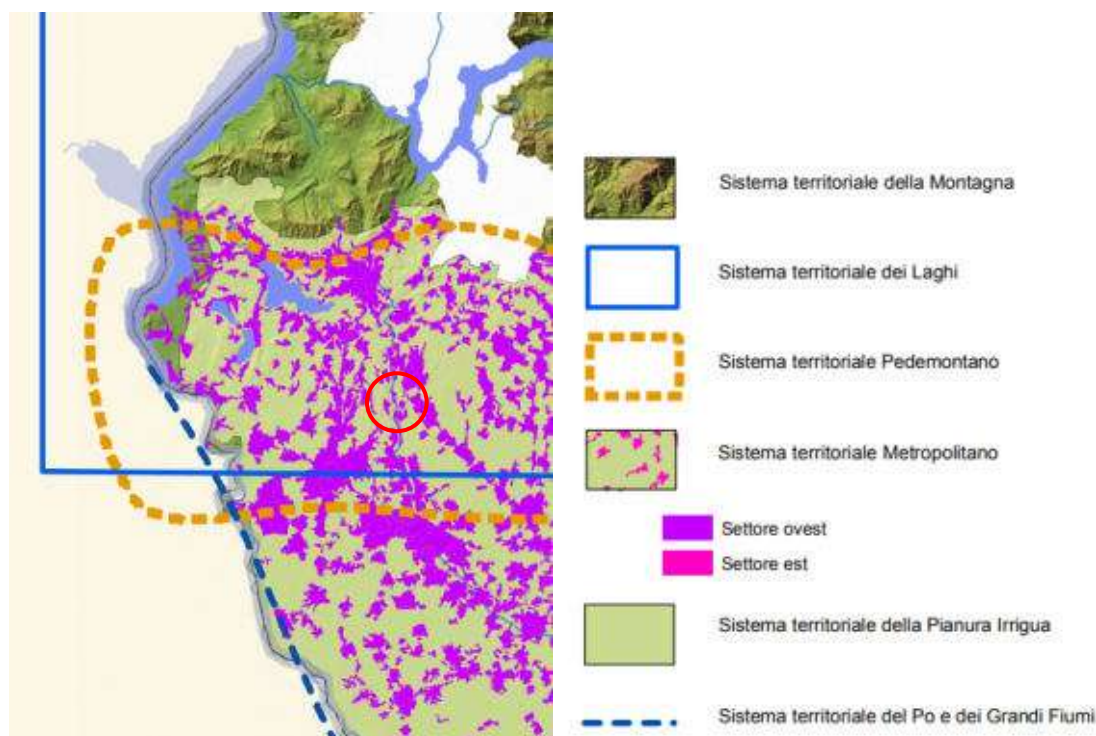 Sistema territoriale della Montagna
Sistema territoriale dei Laghi
Sistema territoriale Pedemontano
Sistema territoriale Metropolitano
Settore ovest
Settore est
Sistema territoriale della Pianura Irrigua
Sistema territoriale del Po e dei Grandi Fiumi